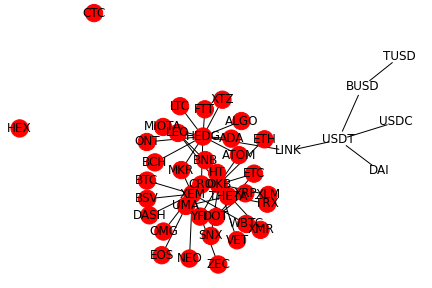 CTC
TUSD
BUSD
XTZ
LTC
FTT
ALGO
USDC
MIOTA
LEO
HEDG
HEX
ADA
ETH
USDT
ONT
LINK
ATOM
BNB
BCH
MKR
HT
ETC
DAI
BTC
CRO
OKB
XEM
XLM
BSV
THETA
TRX
UMA
DASH
YFI
DOT
WBTC
OMG
XMR
SNX
VET
EOS
NEO
ZEC